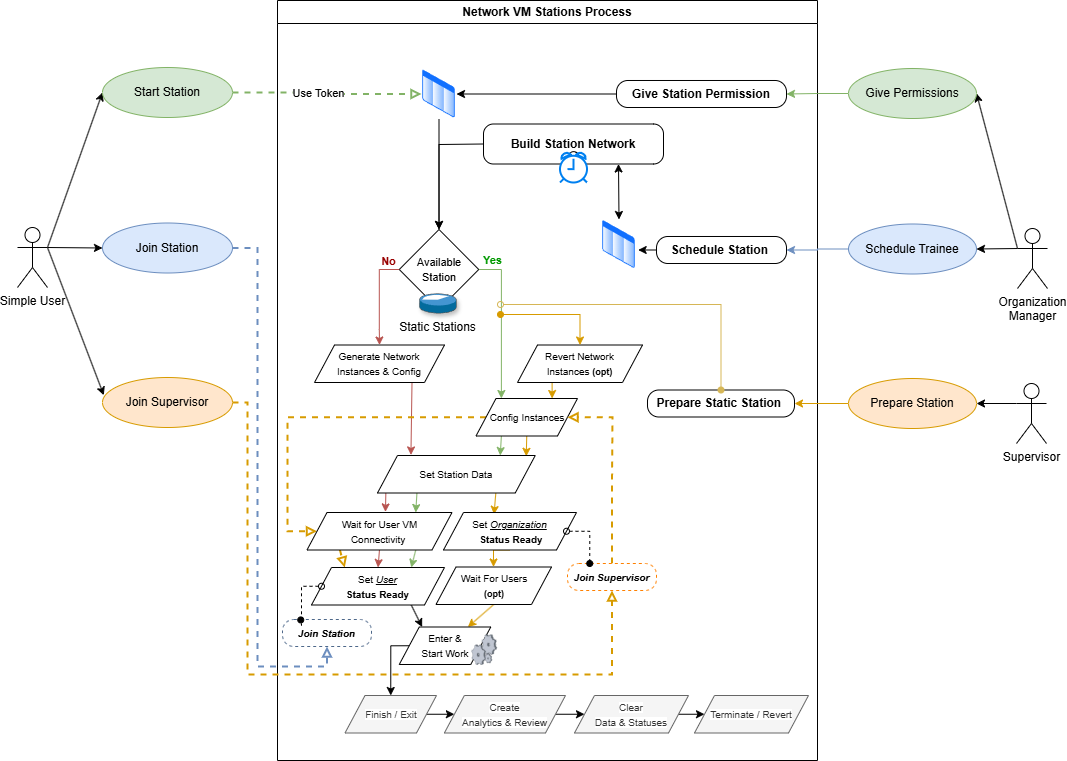 Network VM Stations Process
Start Station
Use Token
Give Station Permission
Give Permissions
Build Station Network
Join Station
Schedule Station
Schedule Trainee
Simple User
No
Available
Station
Yes
Organization
Manager
Static Stations
Generate Network
Instances & Config
Revert Network
Instances (opt)
Join Supervisor
Config Instances
Prepare Static Station
Prepare Station
Supervisor
Set Station Data
Wait for User VM
Connectivity
Set Organization
Status Ready
Set User
Status Ready
Wait For Users
(opt)
Join Supervisor
Join Station
Enter &
Start Work
Finish / Exit
Create
Analytics & Review
Clear
Data & Statuses
Terminate / Revert